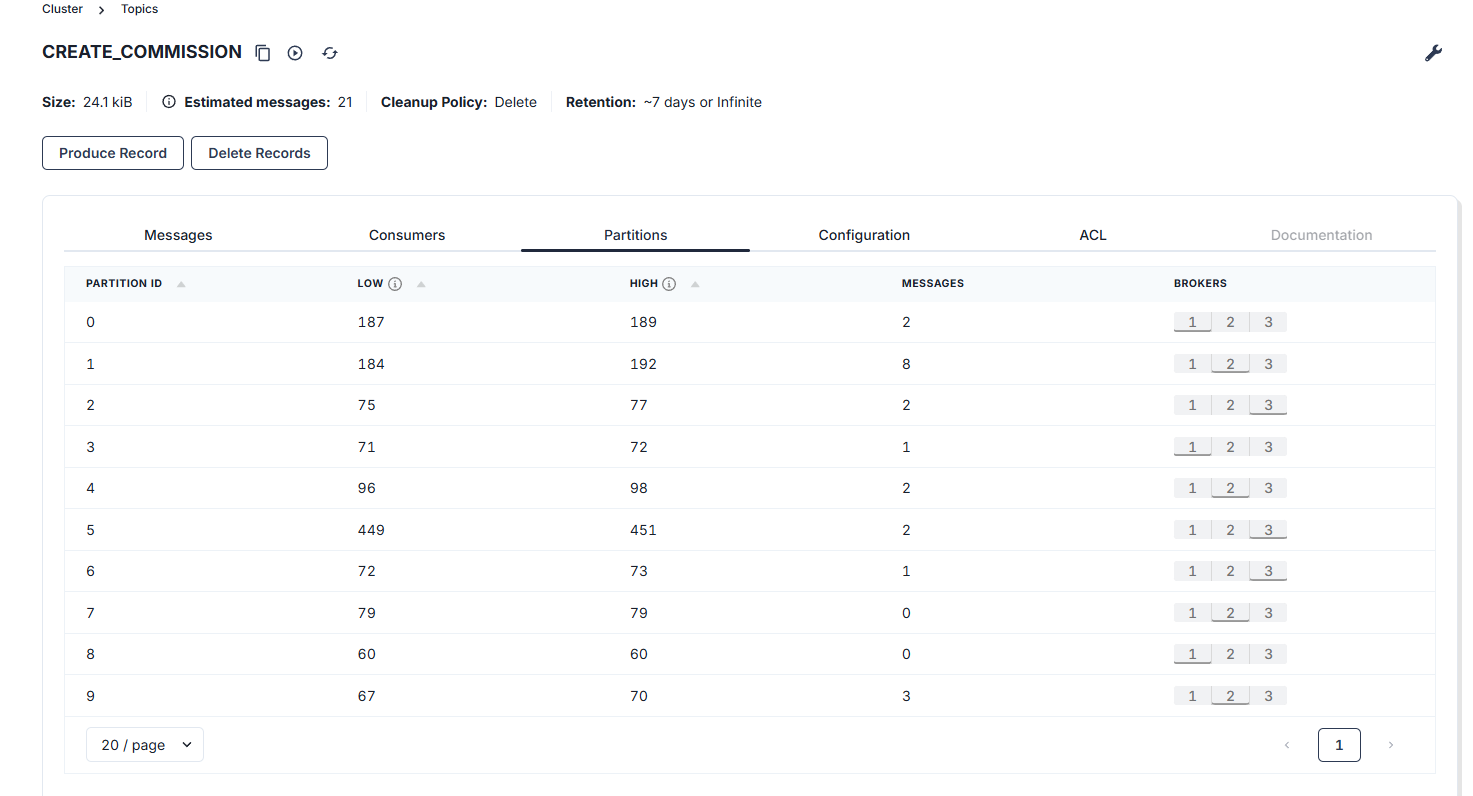 Cluster > Topics
CREATE_COMMISSION
Size: 24.1 kiB Estimated messages: 21 Cleanup Policy: Delete Retention: ~7 days or Infinite
Produce Record Delete Records
Messages Consumers Partitions Configuration ACL Documentation
PARTITION ID LOW HIGH MESSAGES BROKERS
0 187 189 2 1 2 3
1 184 192 8 1 2 3
2 75 77 2 1 2 3
3 71 72 1 1 2 3
4 96 98 2 1 2 3
5 449 451 2 1 2 3
6 72 73 1 1 2 3
7 79 79 0 1 2 3
8 60 60 0 1 2 3
9 67 70 3 1 2 3
20 / page < 1 >